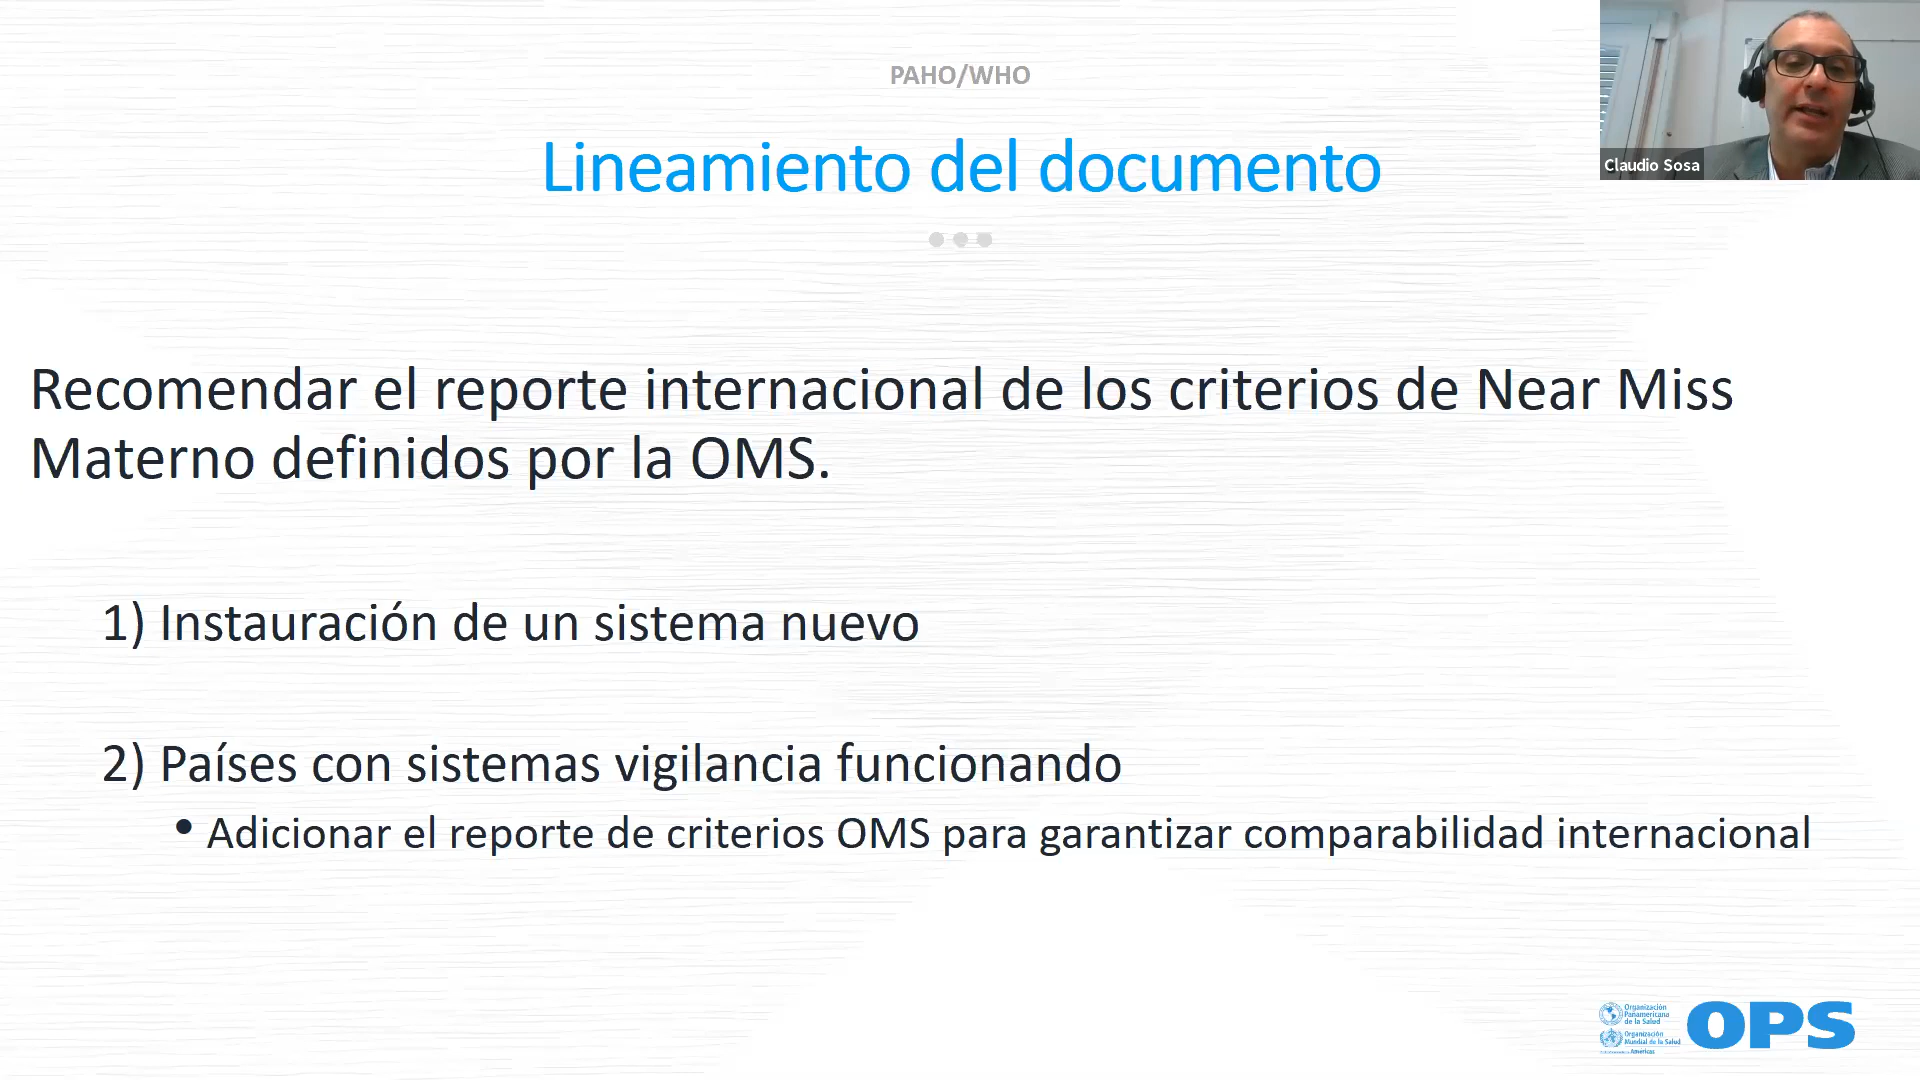 PAHO/WHO
Lineamiento del documento
Claudio Sosa
Recomendar el reporte internacional de los criterios de Near Miss
Materno definidos por la OMS.
1) Instauración de un sistema nuevo
2) Países con sistemas vigilancia funcionando
• Adicionar el reporte de criterios OMS para garantizar comparabilidad internacional
Organización
Panamericana
de la Salud
Organización
Mundial de la Salud
Américas
OPS